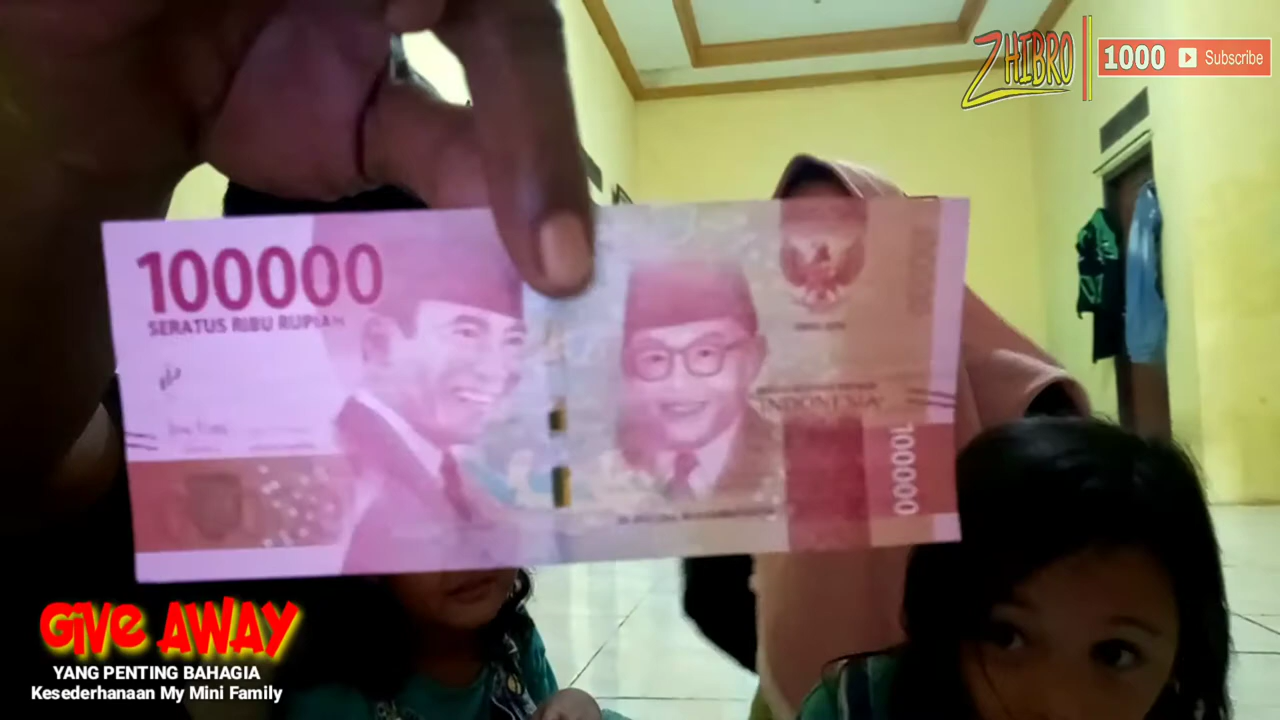 ZHIBRO
1000 Subscribe
100000
SERATUS RIBU RUPIAH
INDONESIA
100000
GIVE AWAY
YANG PENTING BAHAGIA
Kesederhanaan My Mini Family